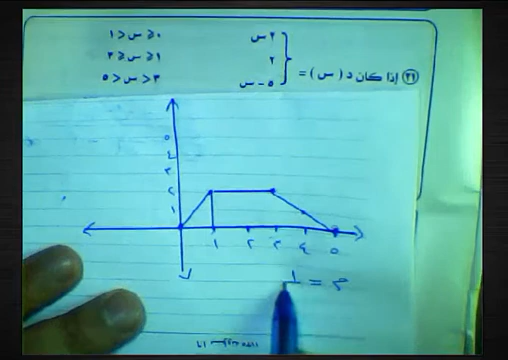 ٢١ إذا كان د ( س ) =
٢ س ٠ ⩽ س < ١
٢ ١ ⩽ س ⩽ ٣
٥ - س ٣ < س < ٥
٥
٤
٣
٢
١
١ ٢ ٣ ٤ ٥
م = ١